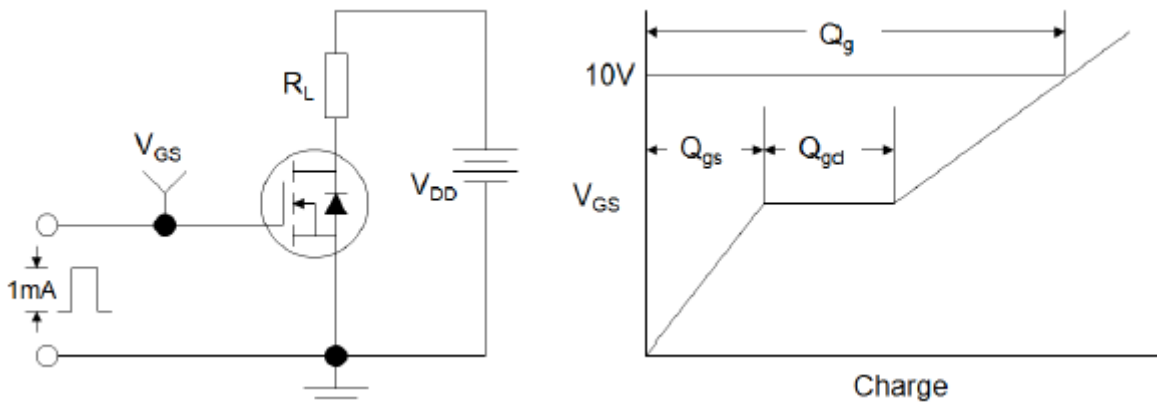 R_L
V_GS
V_DD
1mA
Q_g
10V
Q_gs
Q_gd
V_GS
Charge